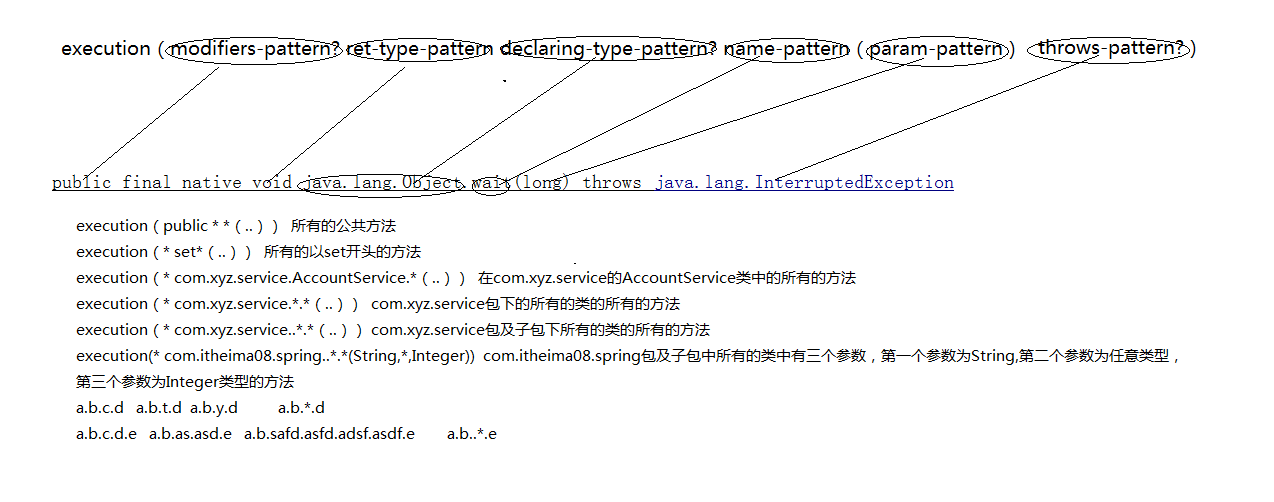 execution（modifiers-pattern? ret-type-pattern declaring-type-pattern? name-pattern（param-pattern） throws-pattern?）
public final native void java.lang.Object.wait(long) throws java.lang.InterruptedException
execution（public * *（..）） 所有的公共方法
execution（* set*（..）） 所有的以set开头的方法
execution（* com.xyz.service.AccountService.*（..）） 在com.xyz.service的AccountService类中的所有的方法
execution（* com.xyz.service.*.*（..）） com.xyz.service包下的所有的类的所有的方法
execution（* com.xyz.service..*.*（..）） com.xyz.service包及子包下所有的类的所有的方法
execution(* com.itheima08.spring..*.*(String,*,Integer)) com.itheima08.spring包及子包中所有的类中有三个参数，第一个参数为String,第二个参数为任意类型，
第三个参数为Integer类型的方法
a.b.c.d a.b.t.d a.b.y.d a.b.*.d
a.b.c.d.e a.b.as.asd.e a.b.safd.asfd.adsf.asdf.e a.b..*.e